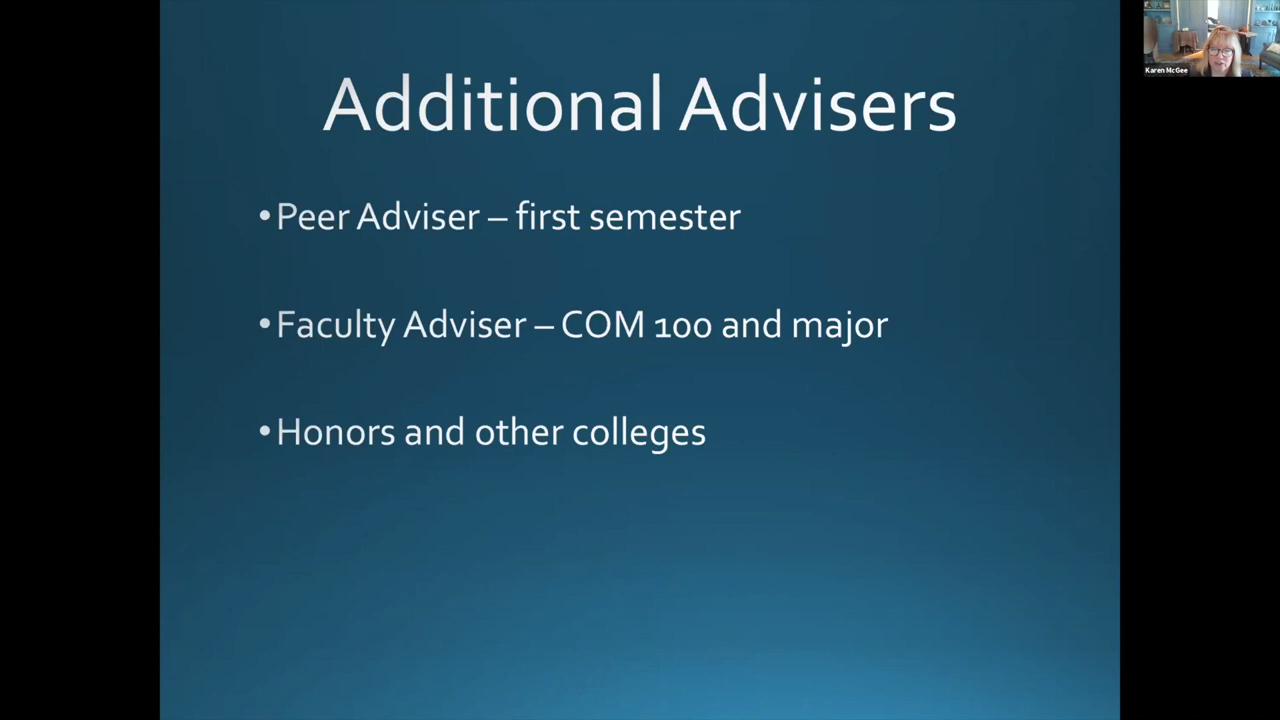 Additional Advisers
•Peer Adviser – first semester
•Faculty Adviser – COM 100 and major
•Honors and other colleges
Karen McGee